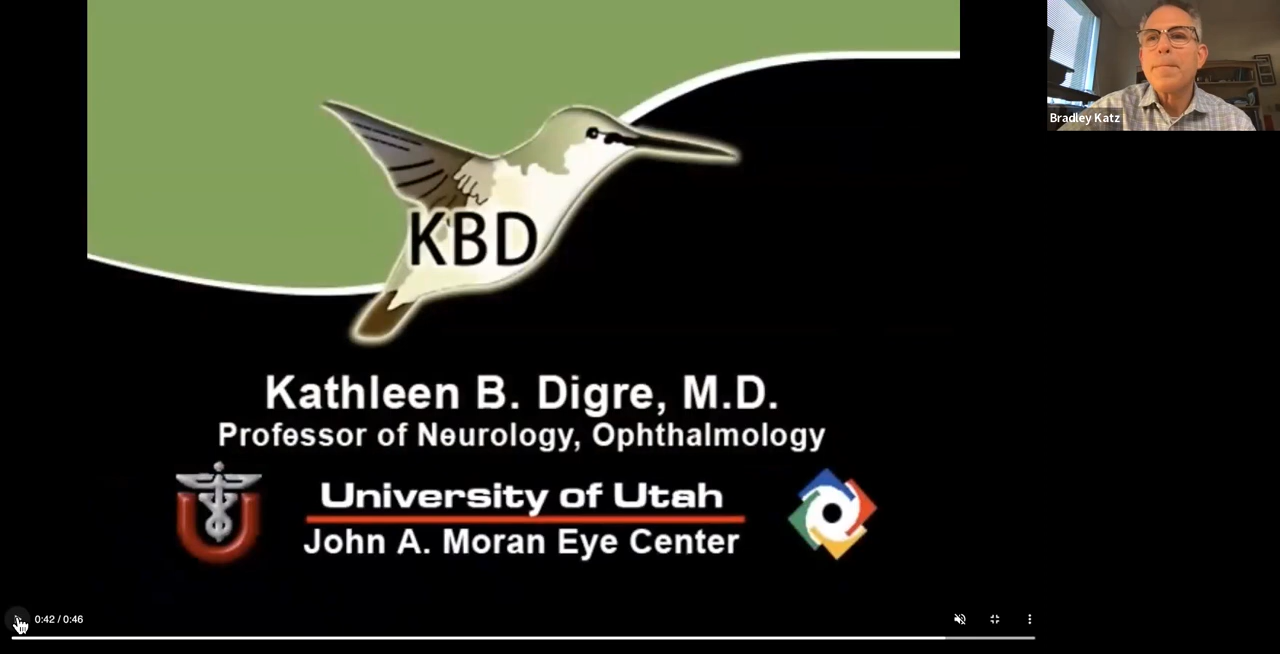 KBD
Kathleen B. Digre, M.D.
Professor of Neurology, Ophthalmology
University of Utah
John A. Moran Eye Center
0:42 / 0:46
Bradley Katz